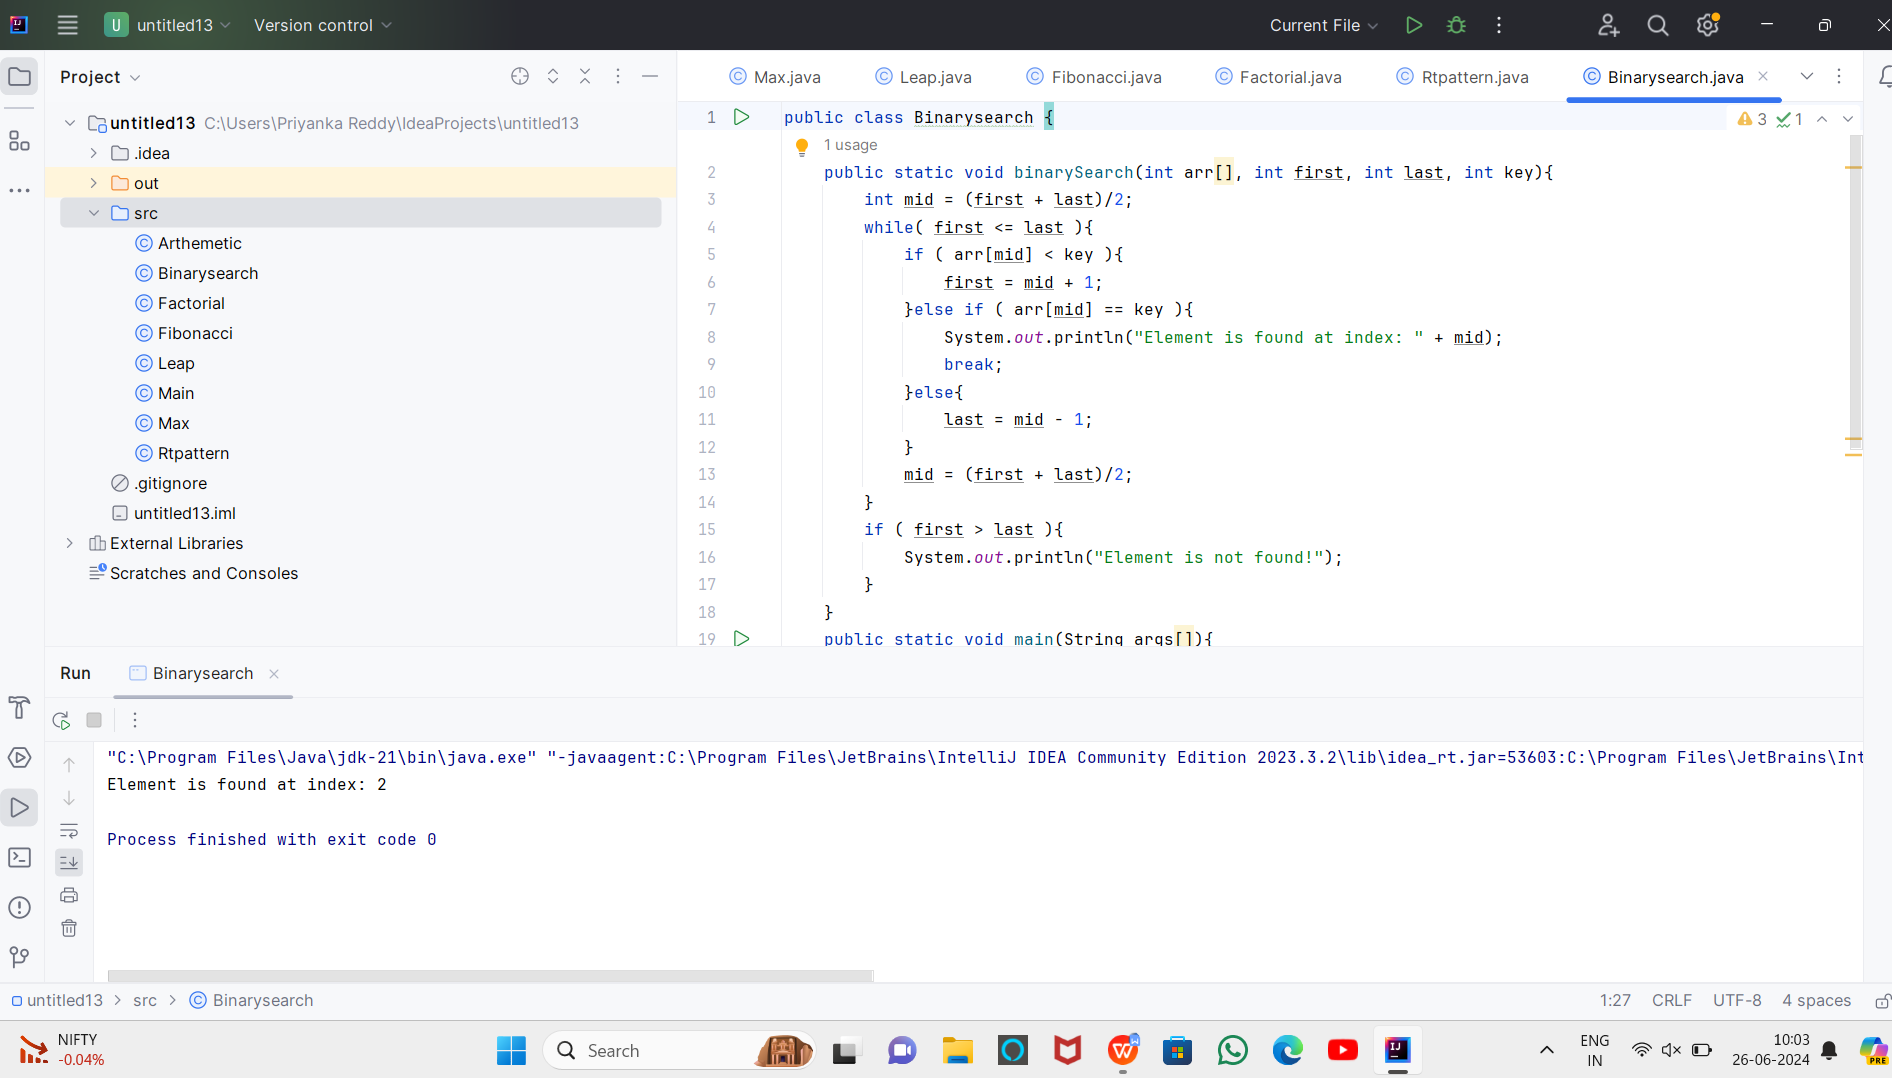 U untitled13 Version control Current File
Project
Max.java Leap.java Fibonacci.java Factorial.java Rtpattern.java Binarysearch.java
untitled13 C:\Users\Priyanka Reddy\IdeaProjects\untitled13
.idea
out
src
Arthemetic
Binarysearch
Factorial
Fibonacci
Leap
Main
Max
Rtpattern
.gitignore
untitled13.iml
External Libraries
Scratches and Consoles
3 1
1 public class Binarysearch {
1 usage
2 public static void binarySearch(int arr[], int first, int last, int key){
3 int mid = (first + last)/2;
4 while( first <= last ){
5 if ( arr[mid] < key ){
6 first = mid + 1;
7 }else if ( arr[mid] == key ){
8 System.out.println("Element is found at index: " + mid);
9 break;
10 }else{
11 last = mid - 1;
12 }
13 mid = (first + last)/2;
14 }
15 if ( first > last ){
16 System.out.println("Element is not found!");
17 }
18 }
19 public static void main(String args[]){
Run Binarysearch
"C:\Program Files\Java\jdk-21\bin\java.exe" "-javaagent:C:\Program Files\JetBrains\IntelliJ IDEA Community Edition 2023.3.2\lib\idea_rt.jar=53603:C:\Program Files\JetBrains\Int
Element is found at index: 2
Process finished with exit code 0
untitled13 > src > Binarysearch 1:27 CRLF UTF-8 4 spaces
NIFTY
-0.04%
Search
ENG
IN
10:03
26-06-2024
PRE